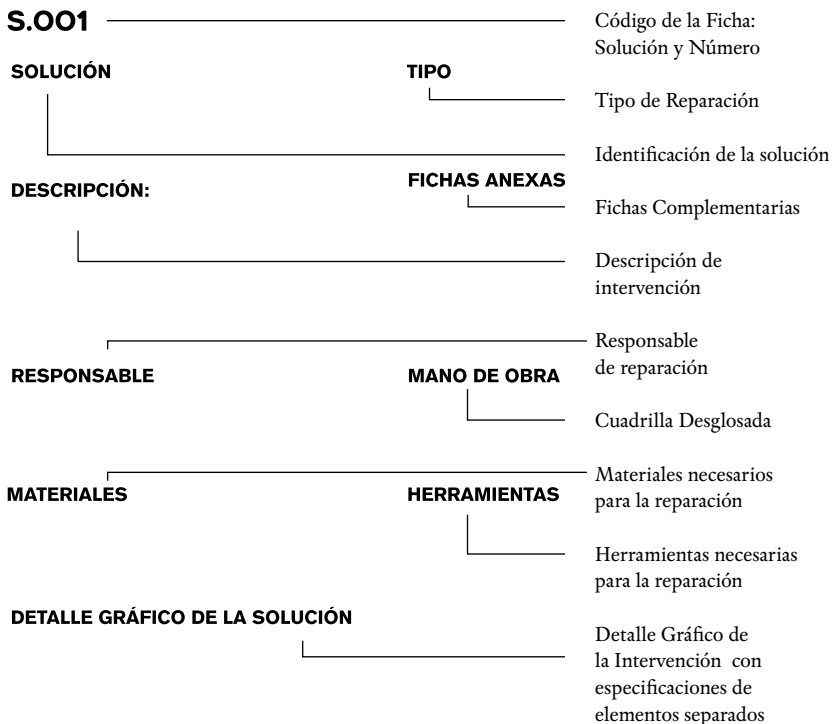 S.001
Código de la Ficha:
Solución y Número
SOLUCIÓN
TIPO
Tipo de Reparación
Identificación de la solución
DESCRIPCIÓN:
FICHAS ANEXAS
Fichas Complementarias
Descripción de
intervención
Responsable
de reparación
RESPONSABLE
MANO DE OBRA
Cuadrilla Desglosada
Materiales necesarios
para la reparación
MATERIALES
HERRAMIENTAS
Herramientas necesarias
para la reparación
DETALLE GRÁFICO DE LA SOLUCIÓN
Detalle Gráfico de
la Intervención con
especificaciones de
elementos separados